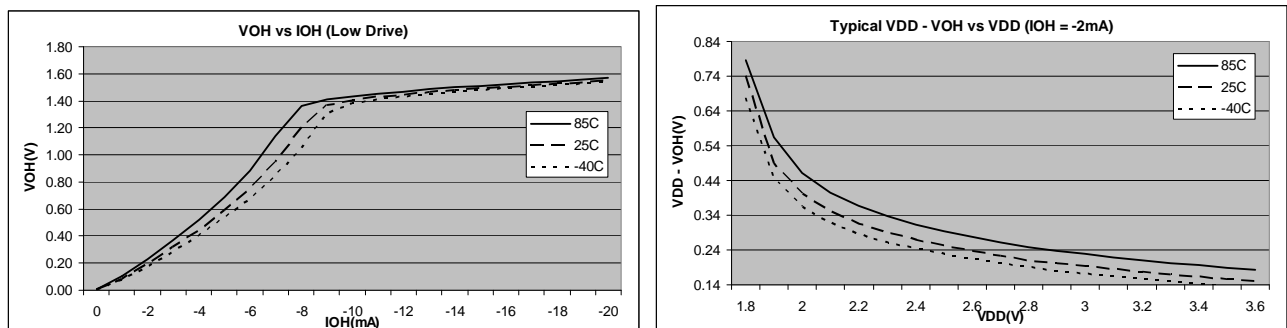 VOH vs IOH (Low Drive)
1.80
1.60
1.40
1.20
1.00
0.80
0.60
0.40
0.20
0.00
VOH(V)
85C
25C
-40C
0 -2 -4 -6 -8 -10 -12 -14 -16 -18 -20
IOH(mA)
Typical VDD - VOH vs VDD (IOH = -2mA)
0.84
0.74
0.64
0.54
0.44
0.34
0.24
0.14
VDD - VOH(V)
85C
25C
-40C
1.8 2 2.2 2.4 2.6 2.8 3 3.2 3.4 3.6
VDD(V)